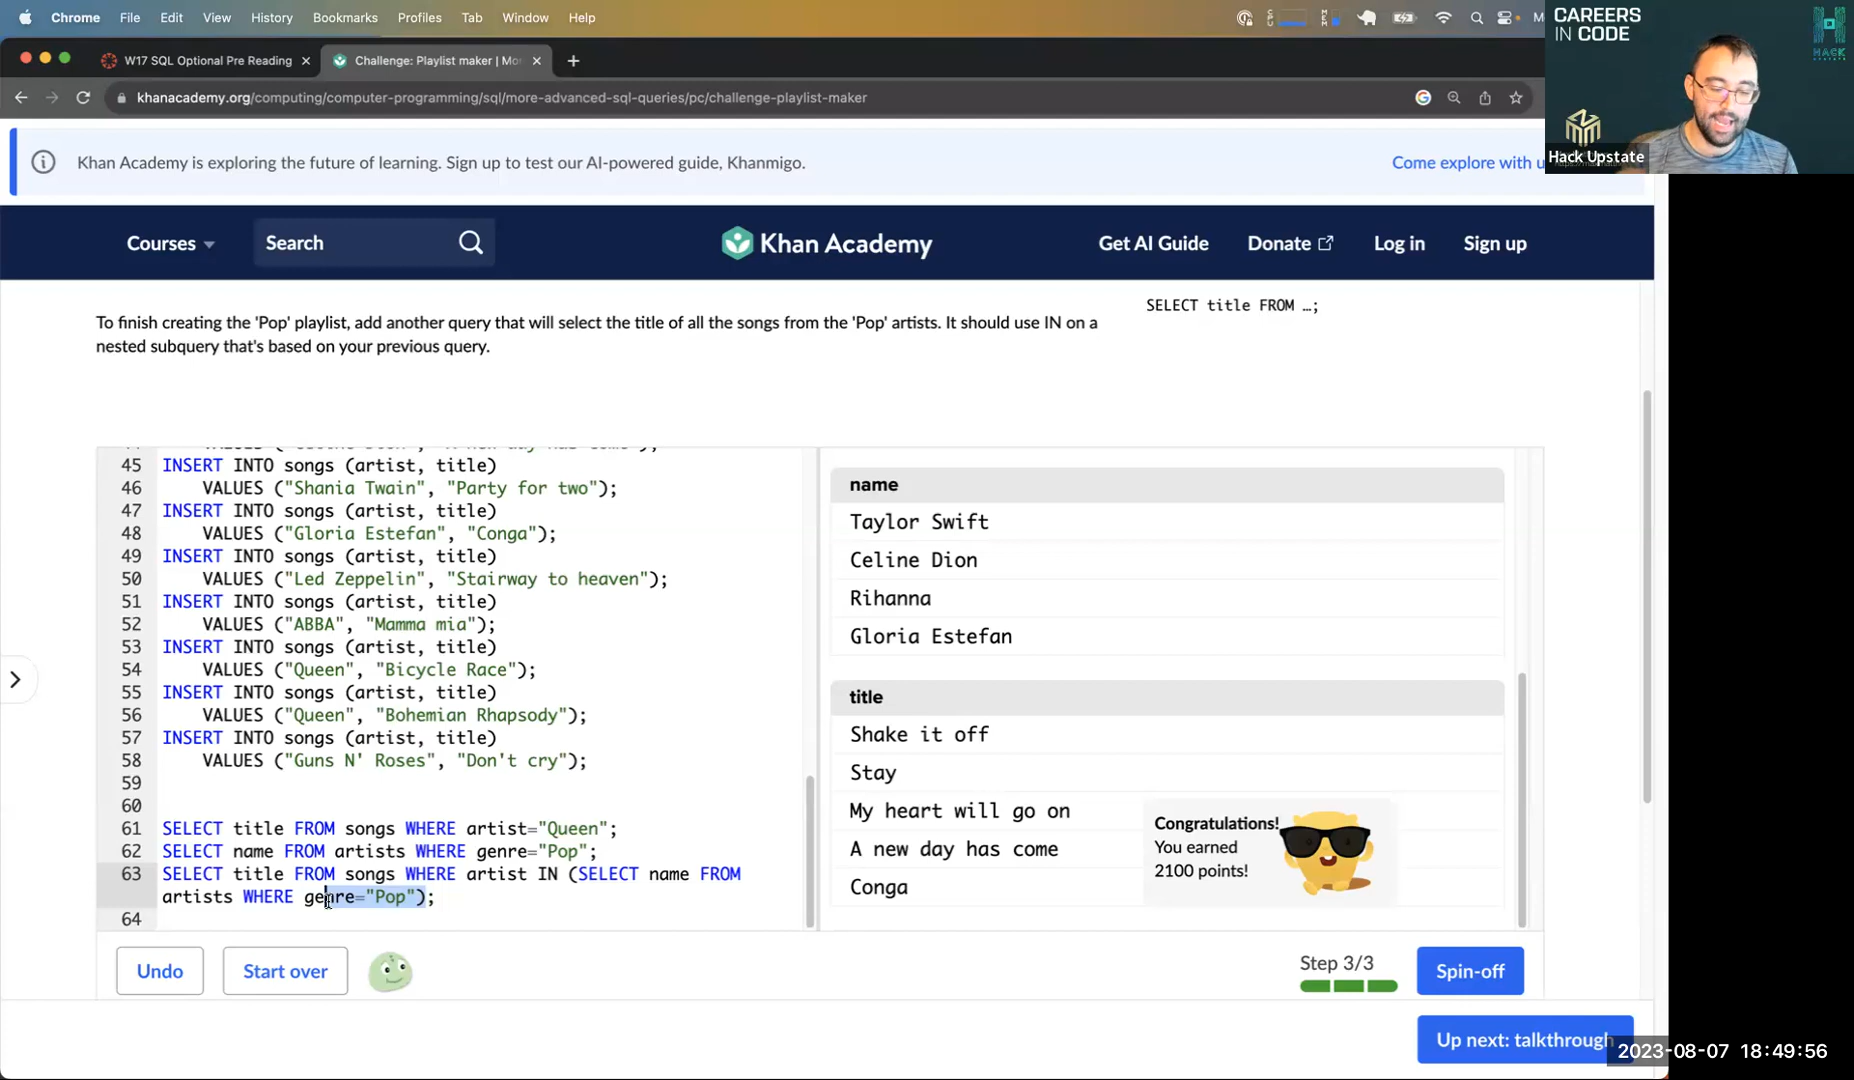 Chrome File Edit View History Bookmarks Profiles Tab Window Help
CAREERS
IN CODE
HACK
UPSTATE
Hack Upstate
W17 SQL Optional Pre Reading
Challenge: Playlist maker | Mo
khanacademy.org/computing/computer-programming/sql/more-advanced-sql-queries/pc/challenge-playlist-maker
Khan Academy is exploring the future of learning. Sign up to test our AI-powered guide, Khanmigo.
Come explore with u
Courses
Search
Khan Academy
Get AI Guide
Donate
Log in
Sign up
To finish creating the 'Pop' playlist, add another query that will select the title of all the songs from the 'Pop' artists. It should use IN on a
nested subquery that's based on your previous query.
SELECT title FROM …;
45 INSERT INTO songs (artist, title)
46 VALUES ("Shania Twain", "Party for two");
47 INSERT INTO songs (artist, title)
48 VALUES ("Gloria Estefan", "Conga");
49 INSERT INTO songs (artist, title)
50 VALUES ("Led Zeppelin", "Stairway to heaven");
51 INSERT INTO songs (artist, title)
52 VALUES ("ABBA", "Mamma mia");
53 INSERT INTO songs (artist, title)
54 VALUES ("Queen", "Bicycle Race");
55 INSERT INTO songs (artist, title)
56 VALUES ("Queen", "Bohemian Rhapsody");
57 INSERT INTO songs (artist, title)
58 VALUES ("Guns N' Roses", "Don't cry");
59
60
61 SELECT title FROM songs WHERE artist="Queen";
62 SELECT name FROM artists WHERE genre="Pop";
63 SELECT title FROM songs WHERE artist IN (SELECT name FROM
artists WHERE genre="Pop");
64
name
Taylor Swift
Celine Dion
Rihanna
Gloria Estefan
title
Shake it off
Stay
My heart will go on
A new day has come
Conga
Congratulations!
You earned
2100 points!
Undo
Start over
Step 3/3
Spin-off
Up next: talkthrough
2023-08-07 18:49:56